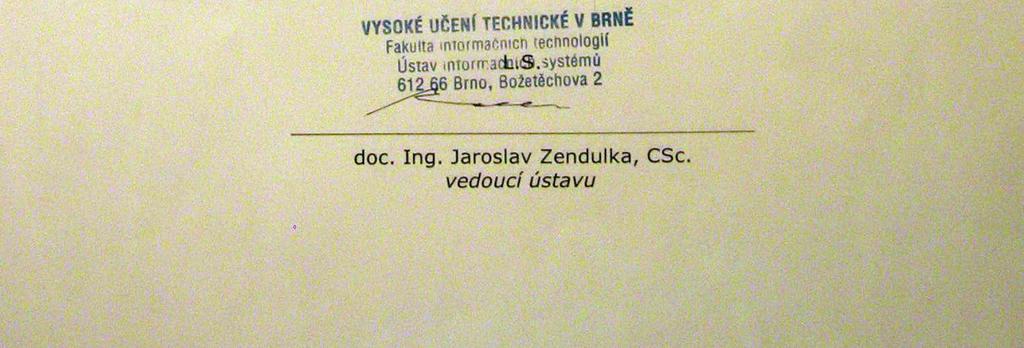 VYSOKÉ UČENÍ TECHNICKÉ V BRNĚ
Fakulta informačních technologií
Ústav informačních systémů
L.S.
612 66 Brno, Božetěchova 2
doc. Ing. Jaroslav Zendulka, CSc.
vedoucí ústavu